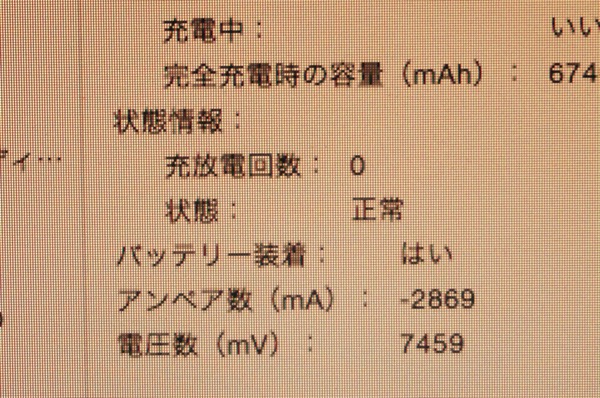 充電中：　いい
完全充電時の容量（mAh）：　674
状態情報：
ディ…
充放電回数：　0
状態：　正常
バッテリー装着：　はい
アンペア数（mA）：　-2869
電圧数（mV）：　7459